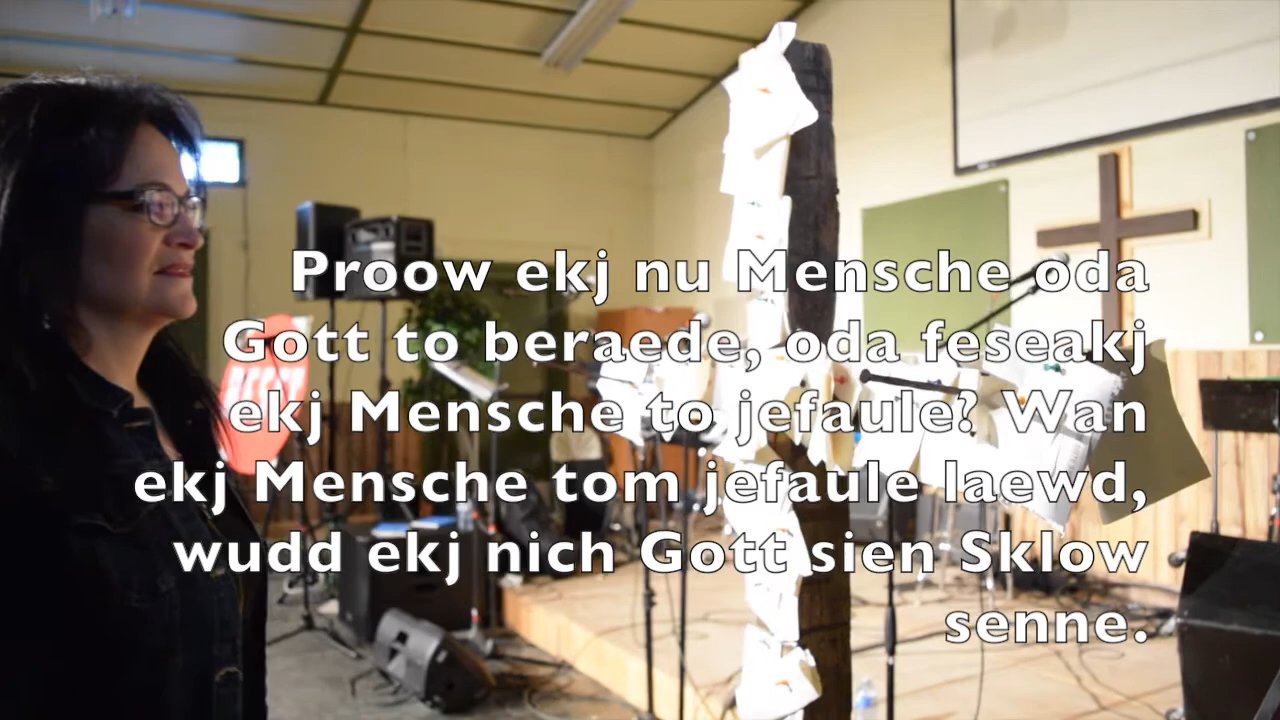 Proow ekj nu Mensche oda
Gott to beraede, oda feseakj
ekj Mensche to jefaule? Wan
ekj Mensche tom jefaule laewd,
wudd ekj nich Gott sien Sklow
senne.